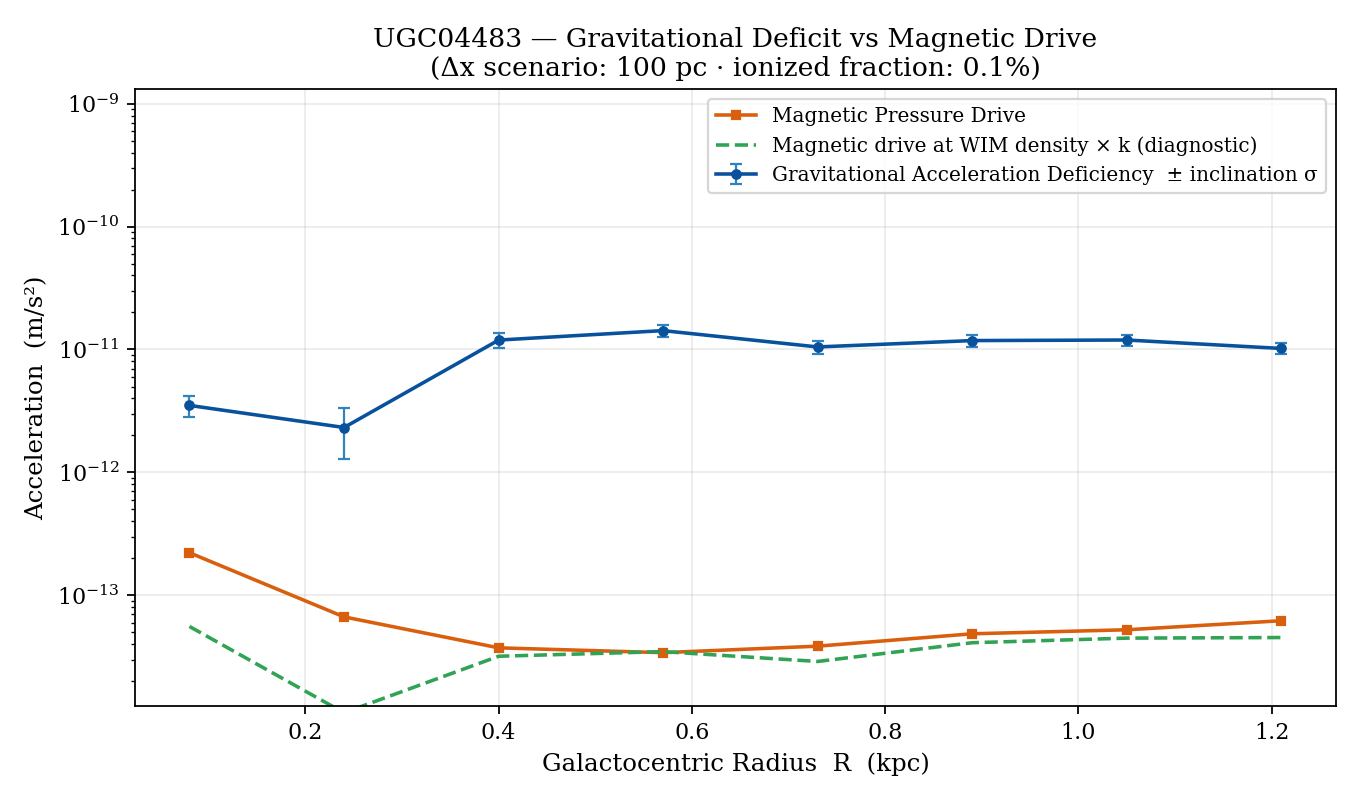 UGC04483 — Gravitational Deficit vs Magnetic Drive
(Δx scenario: 100 pc · ionized fraction: 0.1%)
Magnetic Pressure Drive
Magnetic drive at WIM density × k (diagnostic)
Gravitational Acceleration Deficiency ± inclination σ
Acceleration (m/s²)
10⁻⁹
10⁻¹⁰
10⁻¹¹
10⁻¹²
10⁻¹³
0.2 0.4 0.6 0.8 1.0 1.2
Galactocentric Radius R (kpc)